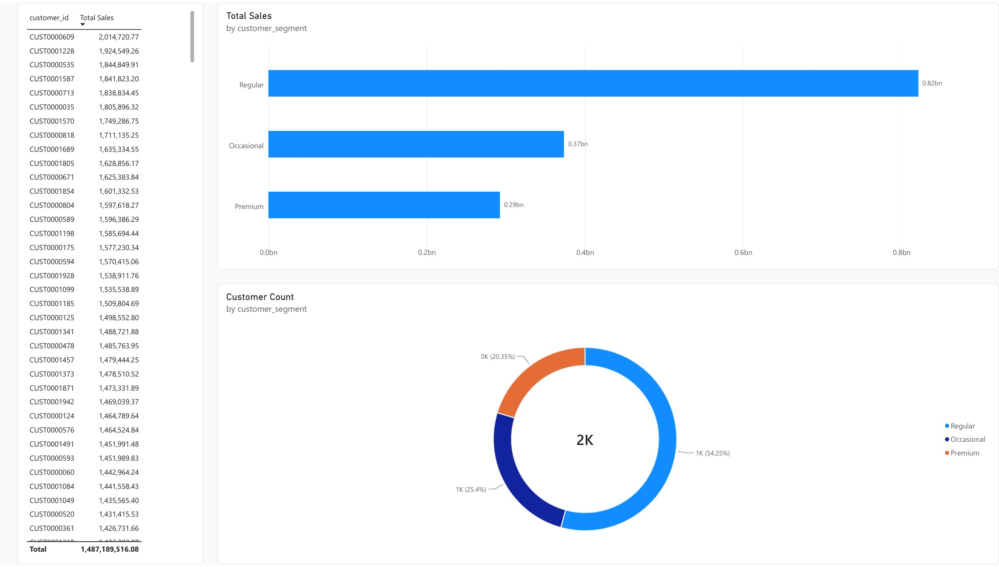 customer_id Total Sales
CUST0000609 2,014,720.77
CUST0001228 1,924,549.26
CUST0000535 1,844,849.91
CUST0001587 1,841,823.20
CUST0000713 1,838,834.45
CUST0000035 1,805,896.32
CUST0001570 1,749,286.75
CUST0000818 1,711,135.25
CUST0001689 1,635,334.55
CUST0001805 1,628,856.17
CUST0000671 1,625,383.84
CUST0001854 1,601,332.53
CUST0000804 1,597,618.27
CUST0000589 1,596,386.29
CUST0001198 1,585,694.44
CUST0000175 1,577,230.34
CUST0000594 1,570,415.06
CUST0001928 1,538,911.76
CUST0001099 1,535,538.89
CUST0001185 1,509,804.69
CUST0000125 1,498,552.80
CUST0001341 1,488,721.88
CUST0000478 1,485,763.95
CUST0001457 1,479,444.25
CUST0001373 1,478,510.52
CUST0001871 1,473,331.89
CUST0001942 1,469,039.37
CUST0000124 1,464,789.64
CUST0000576 1,464,524.84
CUST0001491 1,451,991.48
CUST0000593 1,451,989.83
CUST0000060 1,442,964.24
CUST0001084 1,441,558.43
CUST0001049 1,435,565.40
CUST0000520 1,431,415.53
CUST0000361 1,426,731.66
Total 1,487,189,516.08
Total Sales
by customer_segment
Regular 0.82bn
Occasional 0.37bn
Premium 0.29bn
0.0bn 0.2bn 0.4bn 0.6bn 0.8bn
Customer Count
by customer_segment
0K (20.35%)
2K
1K (54.25%)
1K (25.4%)
Regular
Occasional
Premium